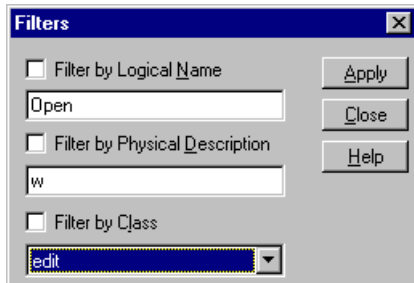 Filters
Filter by Logical Name
Apply
Open
Close
Filter by Physical Description
Help
w
Filter by Class
edit